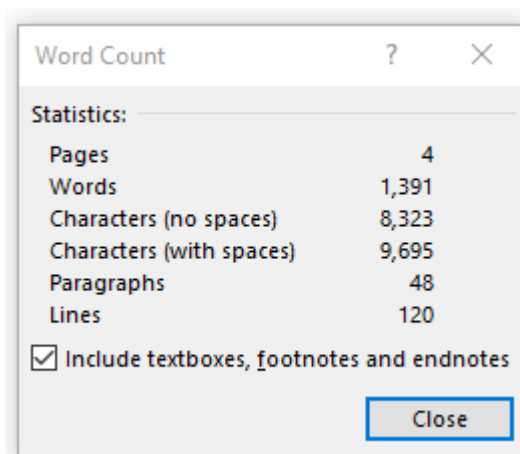 Word Count ?
Statistics:
Pages 4
Words 1,391
Characters (no spaces) 8,323
Characters (with spaces) 9,695
Paragraphs 48
Lines 120
Include textboxes, footnotes and endnotes
Close